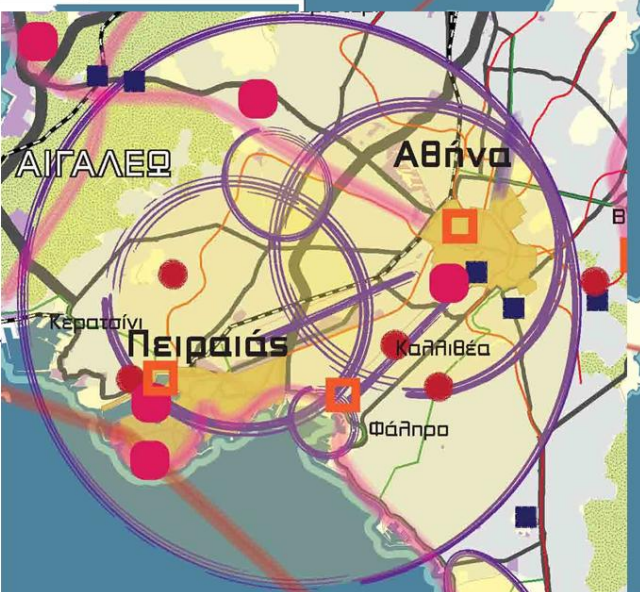 Αθήνα
ΑΙΓΑΛΕΩ
Κερατσίνι
Πειραιάς
Καλλιθέα
Φάληρο